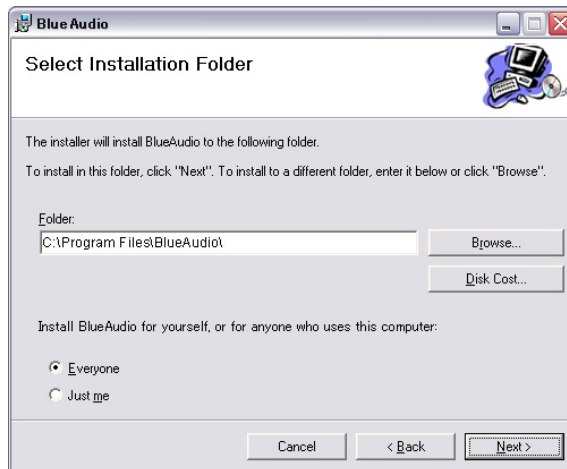 Blue Audio
Select Installation Folder
The installer will install BlueAudio to the following folder.
To install in this folder, click "Next". To install to a different folder, enter it below or click "Browse".
Folder:
C:\Program Files\BlueAudio\
Browse...
Disk Cost...
Install BlueAudio for yourself, or for anyone who uses this computer:
Everyone
Just me
Cancel
< Back
Next >